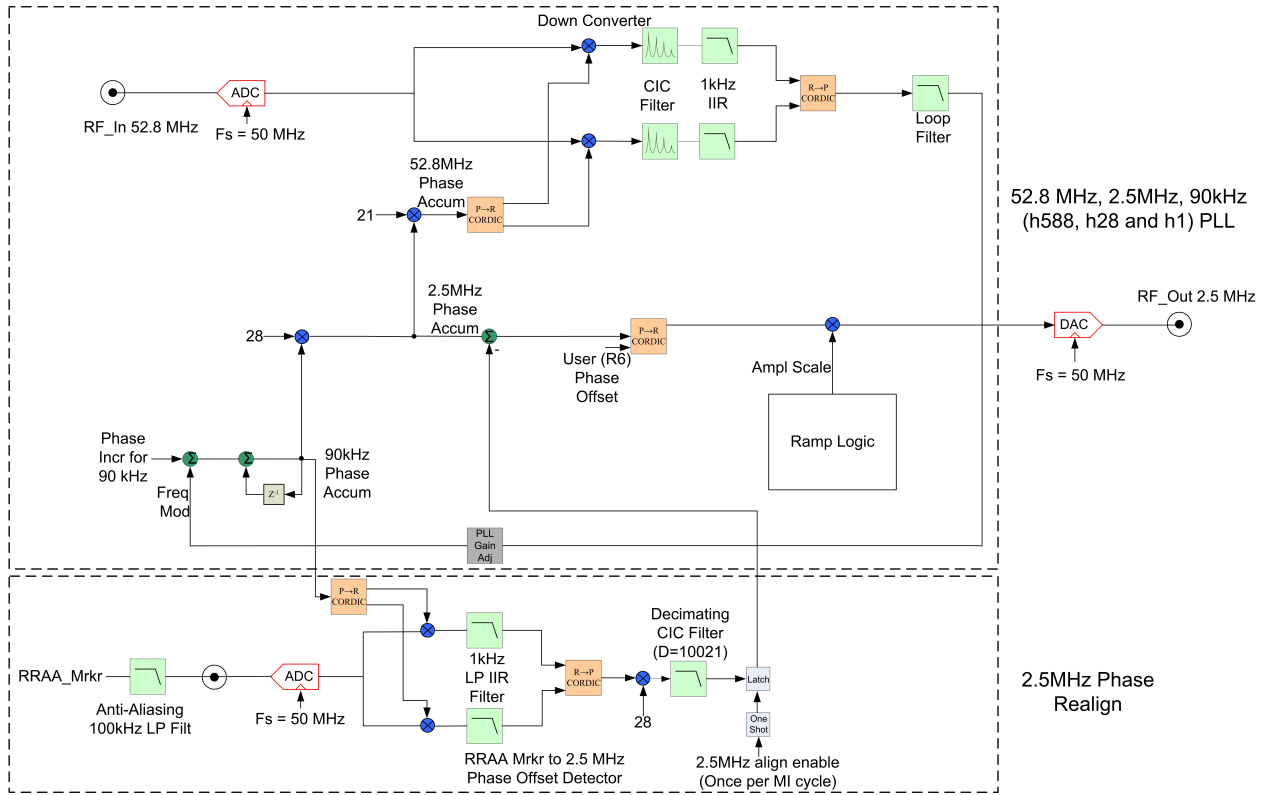 Down Converter
ADC
RF_In 52.8 MHz
Fs = 50 MHz
CIC
Filter
1kHz
IIR
R→P
CORDIC
Loop
Filter
52.8MHz
Phase
Accum
21
P→R
CORDIC
52.8 MHz, 2.5MHz, 90kHz
(h588, h28 and h1) PLL
2.5MHz
Phase
Accum
28
Σ
-
P→R
CORDIC
User (R6)
Phase
Offset
Ampl Scale
Ramp Logic
RF_Out 2.5 MHz
DAC
Fs = 50 MHz
Phase
Incr for
90 kHz
Σ
Σ
Z-1
90kHz
Phase
Accum
Freq
Mod
PLL
Gain
Adj
P→R
CORDIC
RRAA_Mrkr
Anti-Aliasing
100kHz LP Filt
ADC
Fs = 50 MHz
1kHz
LP IIR
Filter
RRAA Mrkr to 2.5 MHz
Phase Offset Detector
R→P
CORDIC
28
Decimating
CIC Filter
(D=10021)
Latch
One
Shot
2.5MHz align enable
(Once per MI cycle)
2.5MHz Phase
Realign